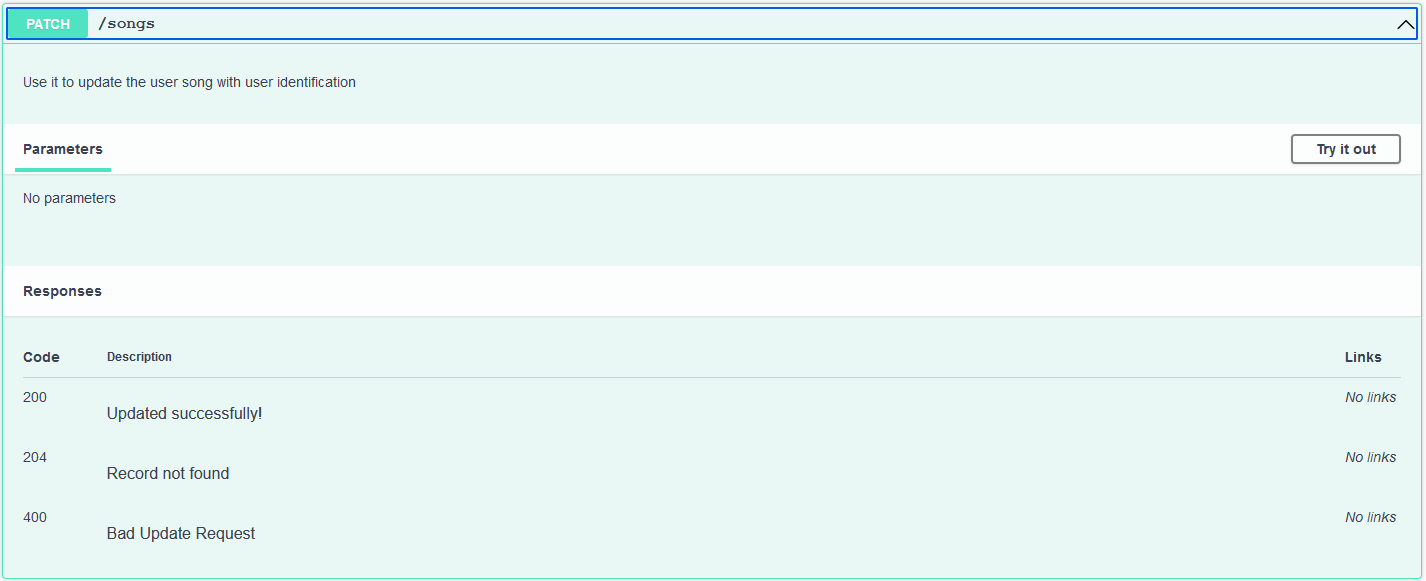 PATCH /songs
Use it to update the user song with user identification
Parameters Try it out
No parameters
Responses
Code Description Links
200 No links
Updated successfully!
204 No links
Record not found
400 No links
Bad Update Request